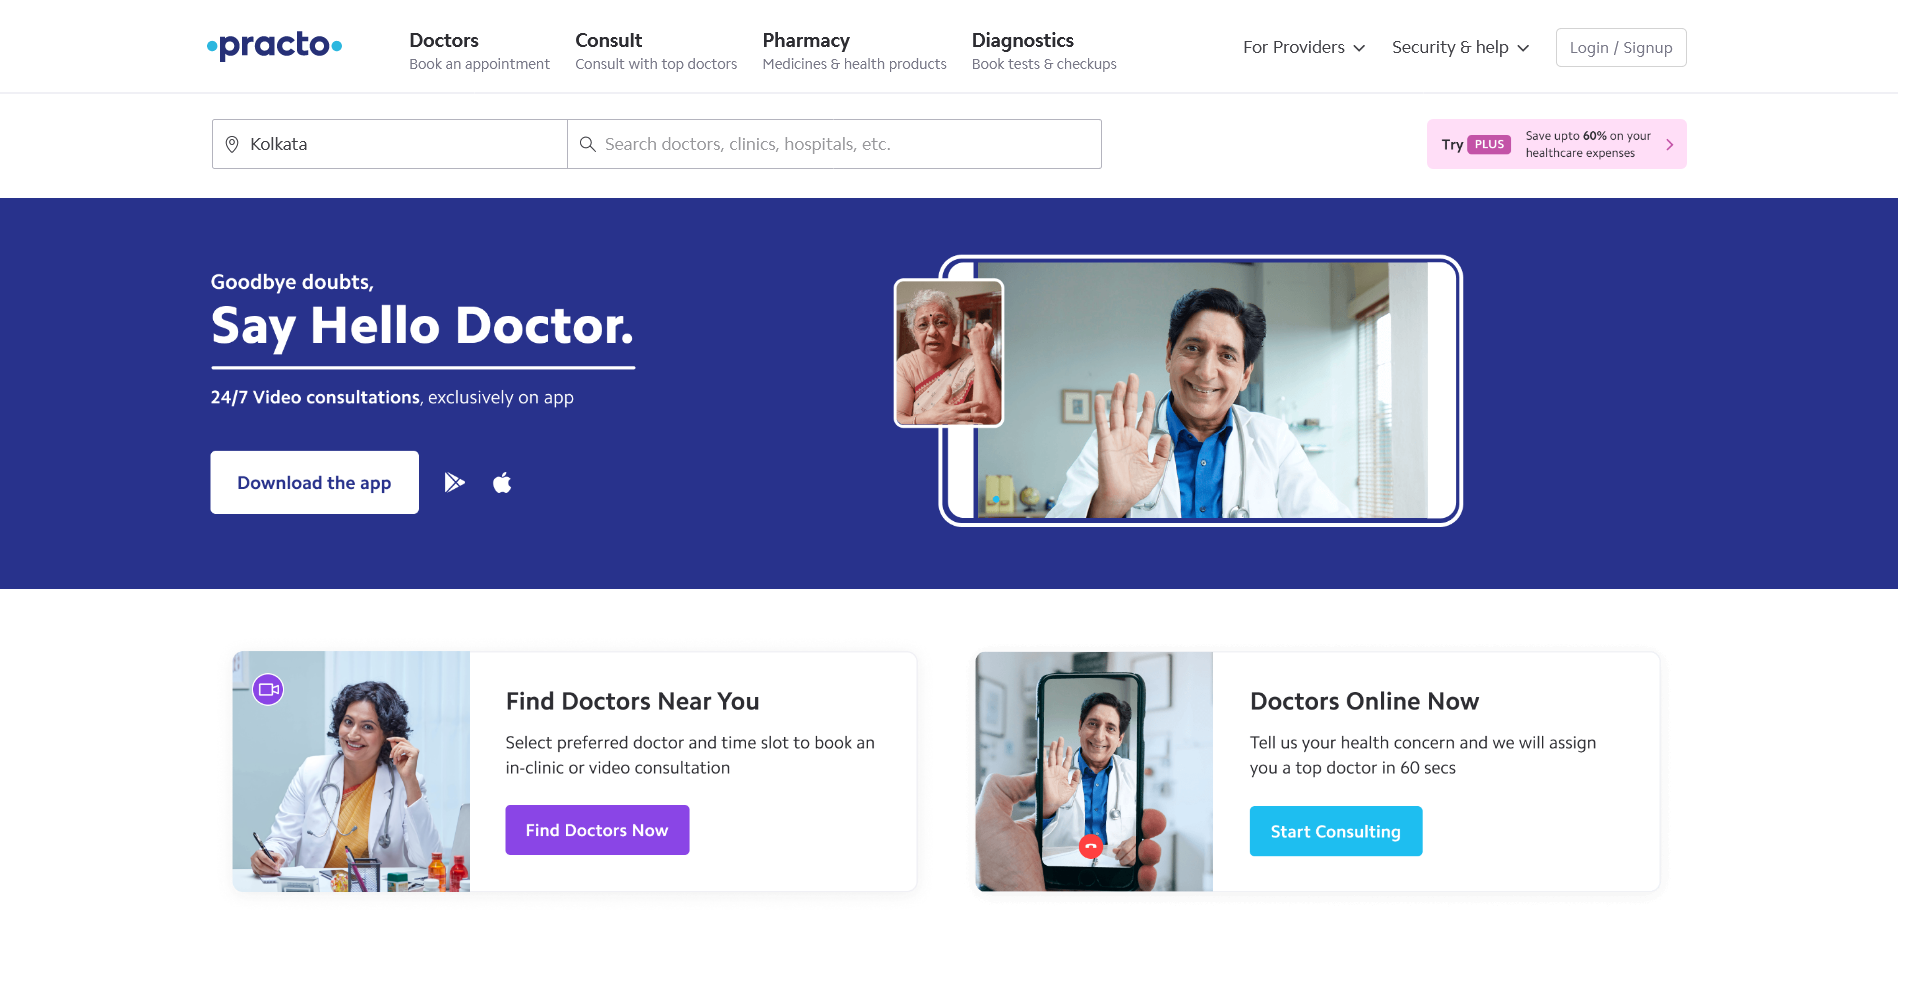 practo
Doctors
Book an appointment
Consult
Consult with top doctors
Pharmacy
Medicines & health products
Diagnostics
Book tests & checkups
For Providers
Security & help
Login / Signup
Kolkata
Search doctors, clinics, hospitals, etc.
Try PLUS
Save upto 60% on your
healthcare expenses
Goodbye doubts,
Say Hello Doctor.
24/7 Video consultations, exclusively on app
Download the app
Find Doctors Near You
Select preferred doctor and time slot to book an
in-clinic or video consultation
Find Doctors Now
Doctors Online Now
Tell us your health concern and we will assign
you a top doctor in 60 secs
Start Consulting